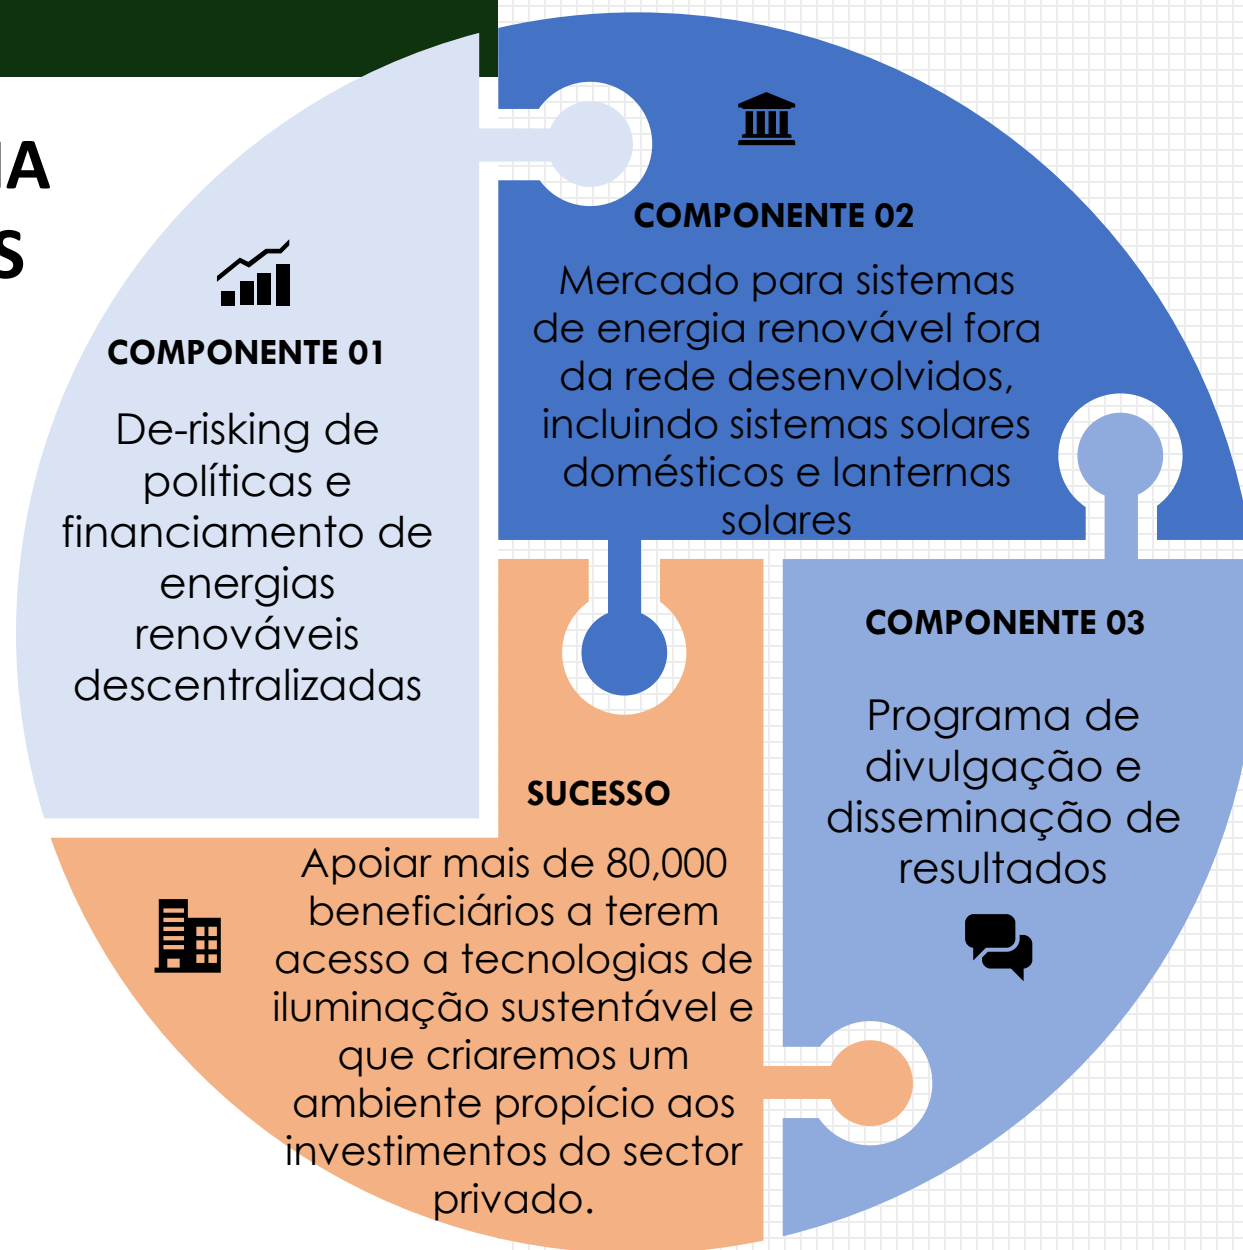 COMPONENTE 01
De-risking de
políticas e
financiamento de
energias
renováveis
descentralizadas
COMPONENTE 02
Mercado para sistemas
de energia renovável fora
da rede desenvolvidos,
incluindo sistemas solares
domésticos e lanternas
solares
COMPONENTE 03
Programa de
divulgação e
disseminação de
resultados
SUCESSO
Apoiar mais de 80,000
beneficiários a terem
acesso a tecnologias de
iluminação sustentável e
que criaremos um
ambiente propício aos
investimentos do sector
privado.